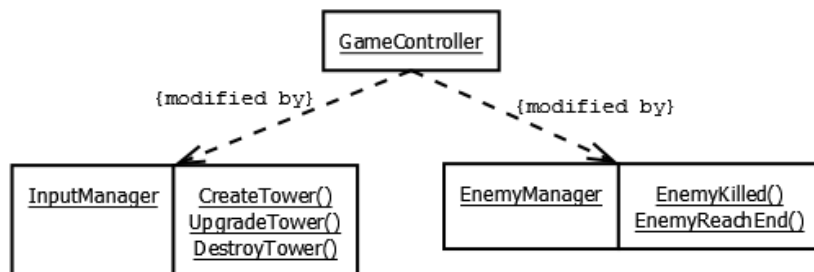 GameController
{modified by}
{modified by}
InputManager
CreateTower()
UpgradeTower()
DestroyTower()
EnemyManager
EnemyKilled()
EnemyReachEnd()